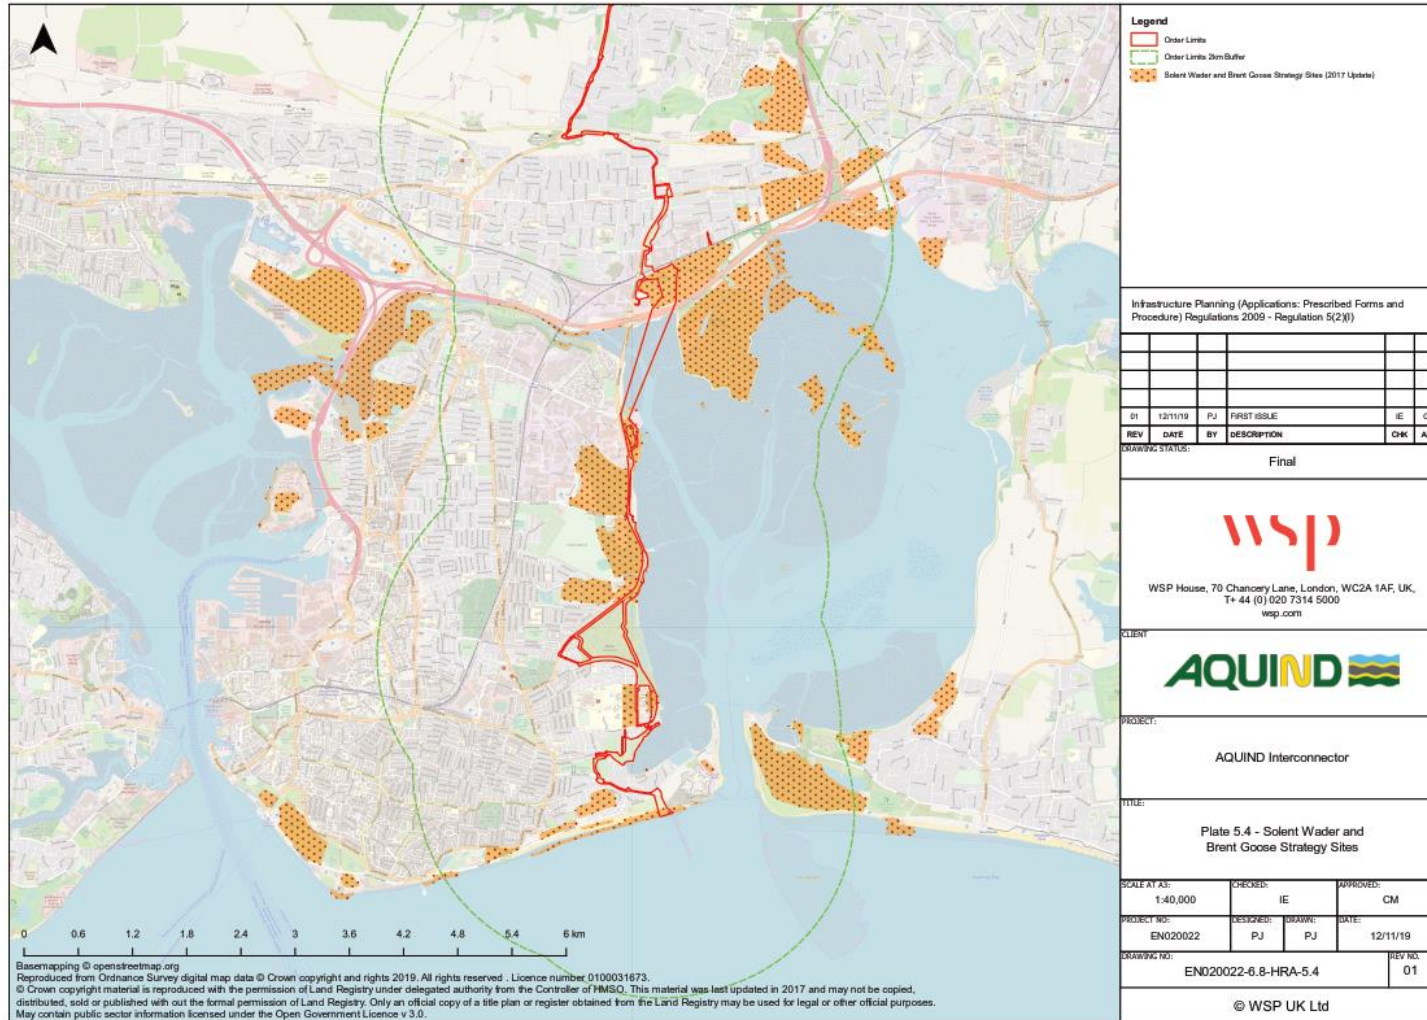 Legend
Order Limits
Order Limits 2km Buffer
Solent Wader and Brent Goose Strategy Sites (2017 Update)
Infrastructure Planning (Applications: Prescribed Forms and
Procedure) Regulations 2009 - Regulation 5(2)(l)
01 12/11/19 PJ FIRST ISSUE IE
REV DATE BY DESCRIPTION CHK
DRAWING STATUS:
Final
wsp
WSP House, 70 Chancery Lane, London, WC2A 1AF, UK,
T+ 44 (0) 020 7314 5000
wsp.com
CLIENT
AQUIND
PROJECT:
AQUIND Interconnector
TITLE:
Plate 5.4 - Solent Wader and
Brent Goose Strategy Sites
SCALE AT A3: CHECKED: APPROVED:
1:40,000 IE CM
PROJECT NO: DESIGNED: DRAWN: DATE:
EN020022 PJ PJ 12/11/19
DRAWING NO: REV NO.
EN020022-6.8-HRA-5.4 01
© WSP UK Ltd
0 0.6 1.2 1.8 2.4 3 3.6 4.2 4.8 5.4 6 km
Basemapping © openstreetmap.org
Reproduced from Ordnance Survey digital map data © Crown copyright and rights 2019. All rights reserved . Licence number 0100031673.
© Crown copyright material is reproduced with the permission of Land Registry under delegated authority from the Controller of HMSO. This material was last updated in 2017 and may not be copied,
distributed, sold or published with out the formal permission of Land Registry. Only an official copy of a title plan or register obtained from the Land Registry may be used for legal or other official purposes.
May contain public sector information licensed under the Open Government Licence v 3.0.